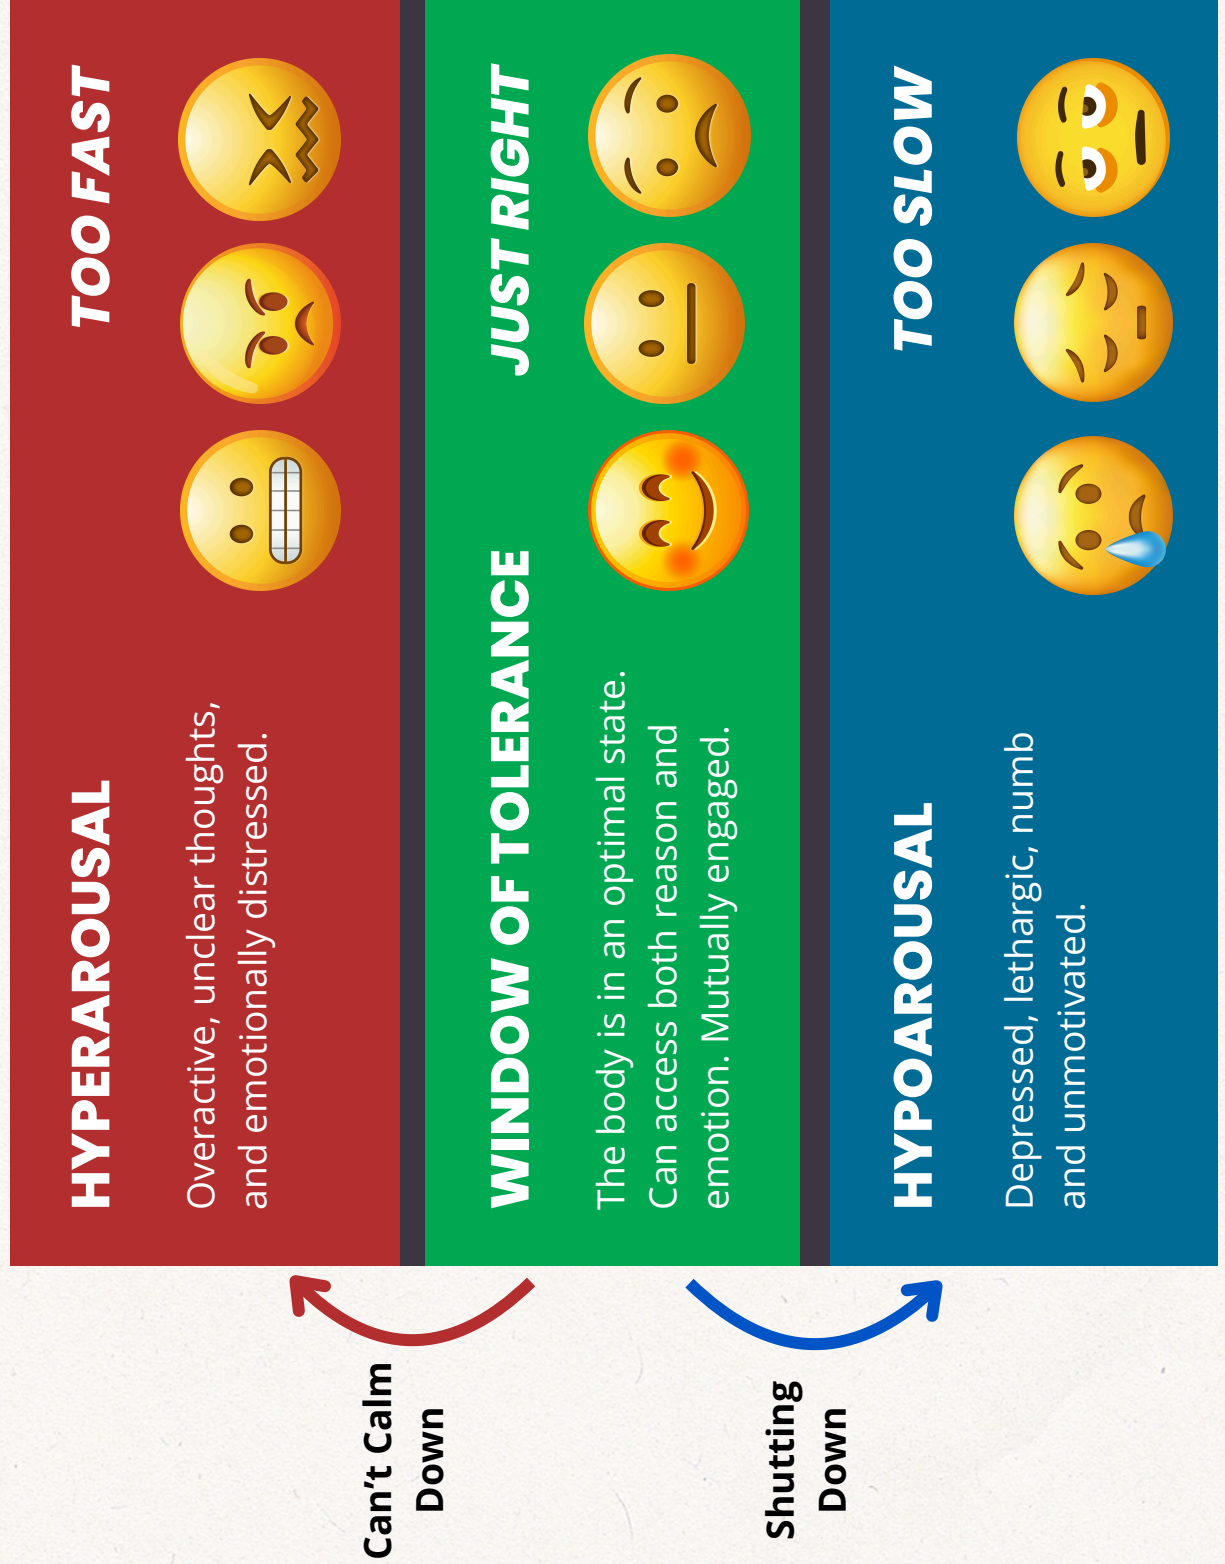 HYPERAROUSAL
TOO FAST
Overactive, unclear thoughts,
and emotionally distressed.
Can't Calm
Down
WINDOW OF TOLERANCE
JUST RIGHT
The body is in an optimal state.
Can access both reason and
emotion. Mutually engaged.
Shutting
Down
HYPOAROUSAL
TOO SLOW
Depressed, lethargic, numb
and unmotivated.